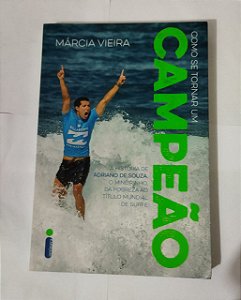 MÁRCIA VIEIRA
COMO SE TORNAR UM
CAMPEÃO
A HISTÓRIA DE
ADRIANO DE SOUZA,
O MINEIRINHO,
DA POBREZA AO
TÍTULO MUNDIAL
DE SURFE